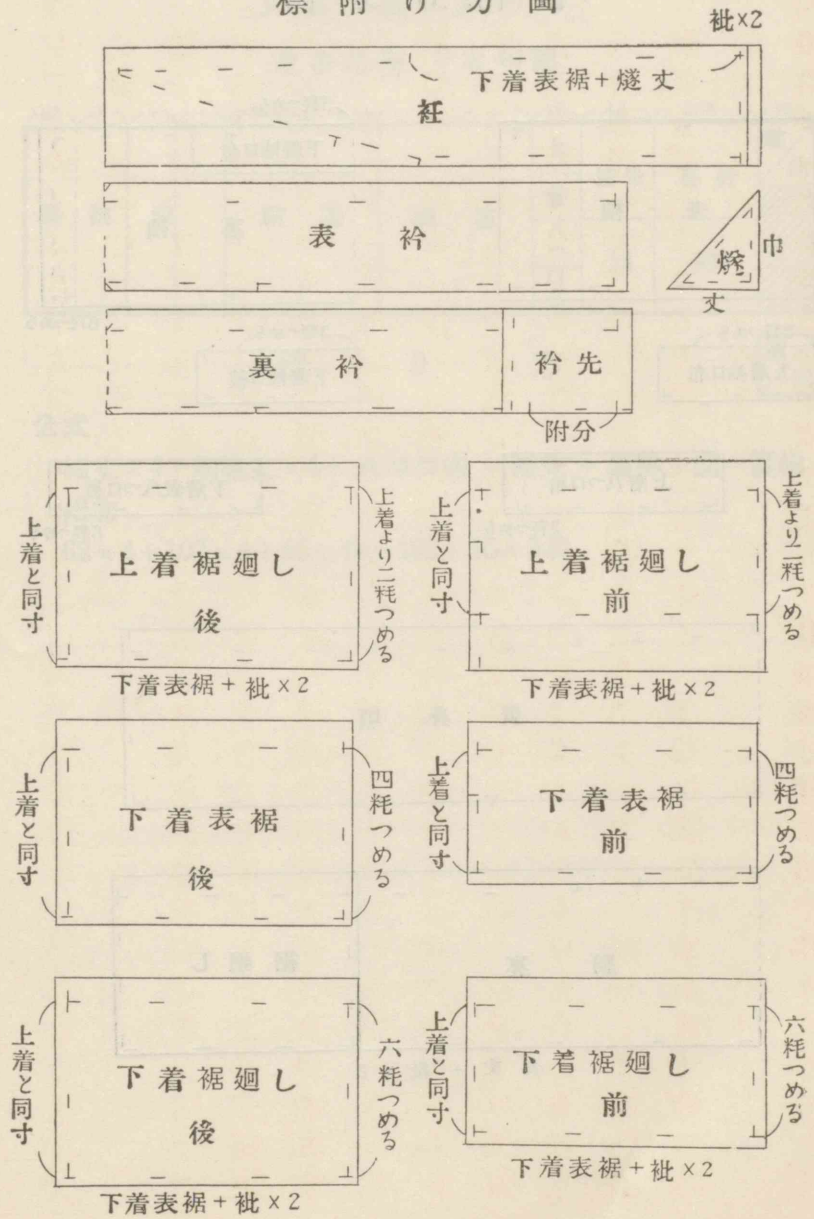 標附け方圖
紕×2
下着表裾+燧丈
衽
表衿
燧
巾
丈
裏衿
衿先
附分
上着と同寸
上着裾廻し
後
上着より二粍つめる
下着表裾+紕×2
上着と同寸
上着裾廻し
前
上着より二粍つめる
下着表裾+紕×2
上着と同寸
下着表裾
後
四粍つめる
上着と同寸
下着表裾
前
四粍つめる
上着と同寸
下着裾廻し
後
六粍つめる
下着表裾+紕×2
上着と同寸
下着裾廻し
前
六粍つめる
下着表裾+紕×2